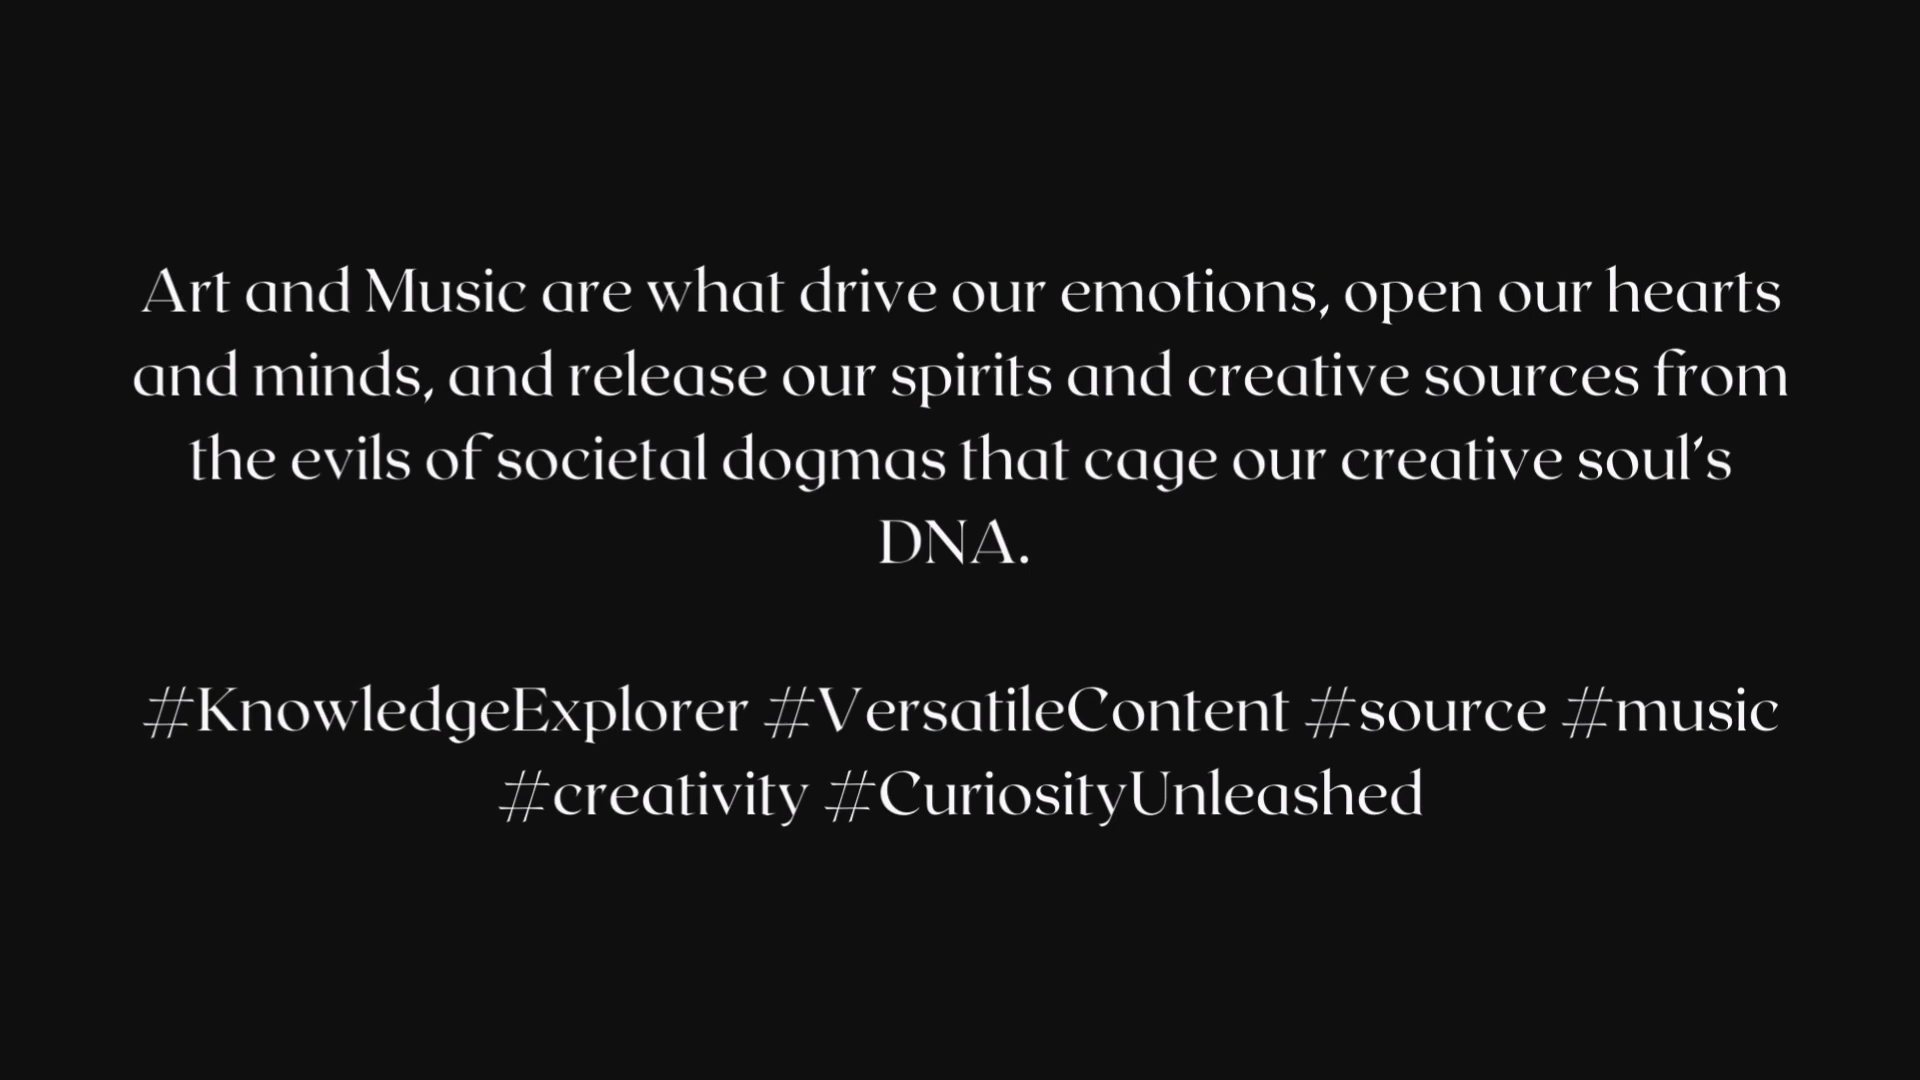 Art and Music are what drive our emotions, open our hearts
and minds, and release our spirits and creative sources from
the evils of societal dogmas that cage our creative soul's
DNA.
#KnowledgeExplorer #VersatileContent #source #music
#creativity #CuriosityUnleashed